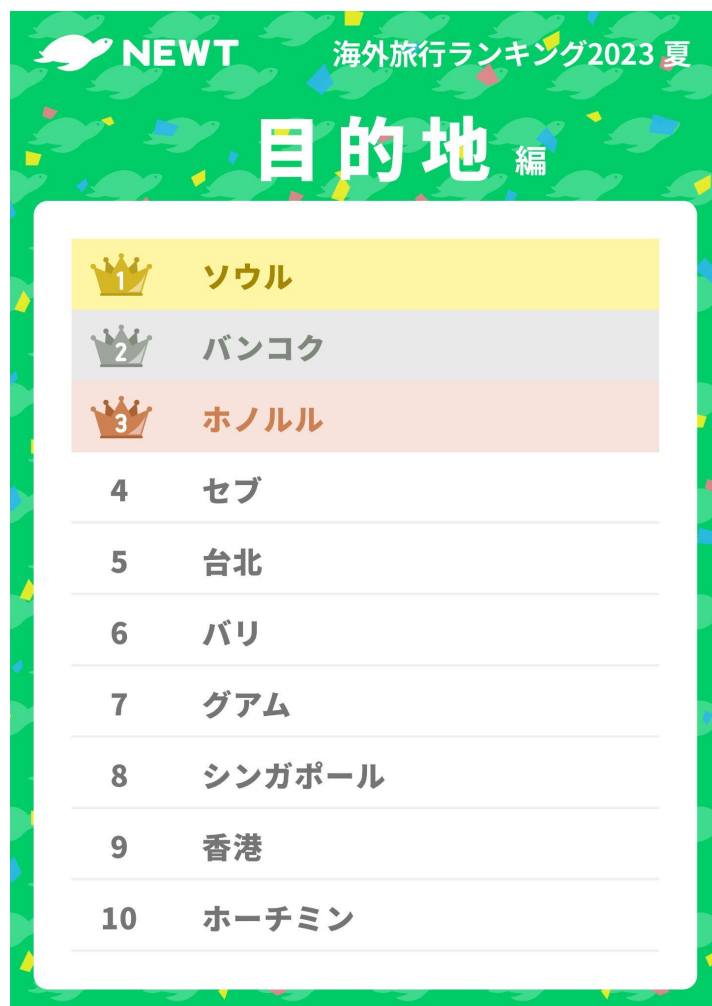 NEWT 海外旅行ランキング2023 夏
目的地 編
1 ソウル
2 バンコク
3 ホノルル
4 セブ
5 台北
6 バリ
7 グアム
8 シンガポール
9 香港
10 ホーチミン